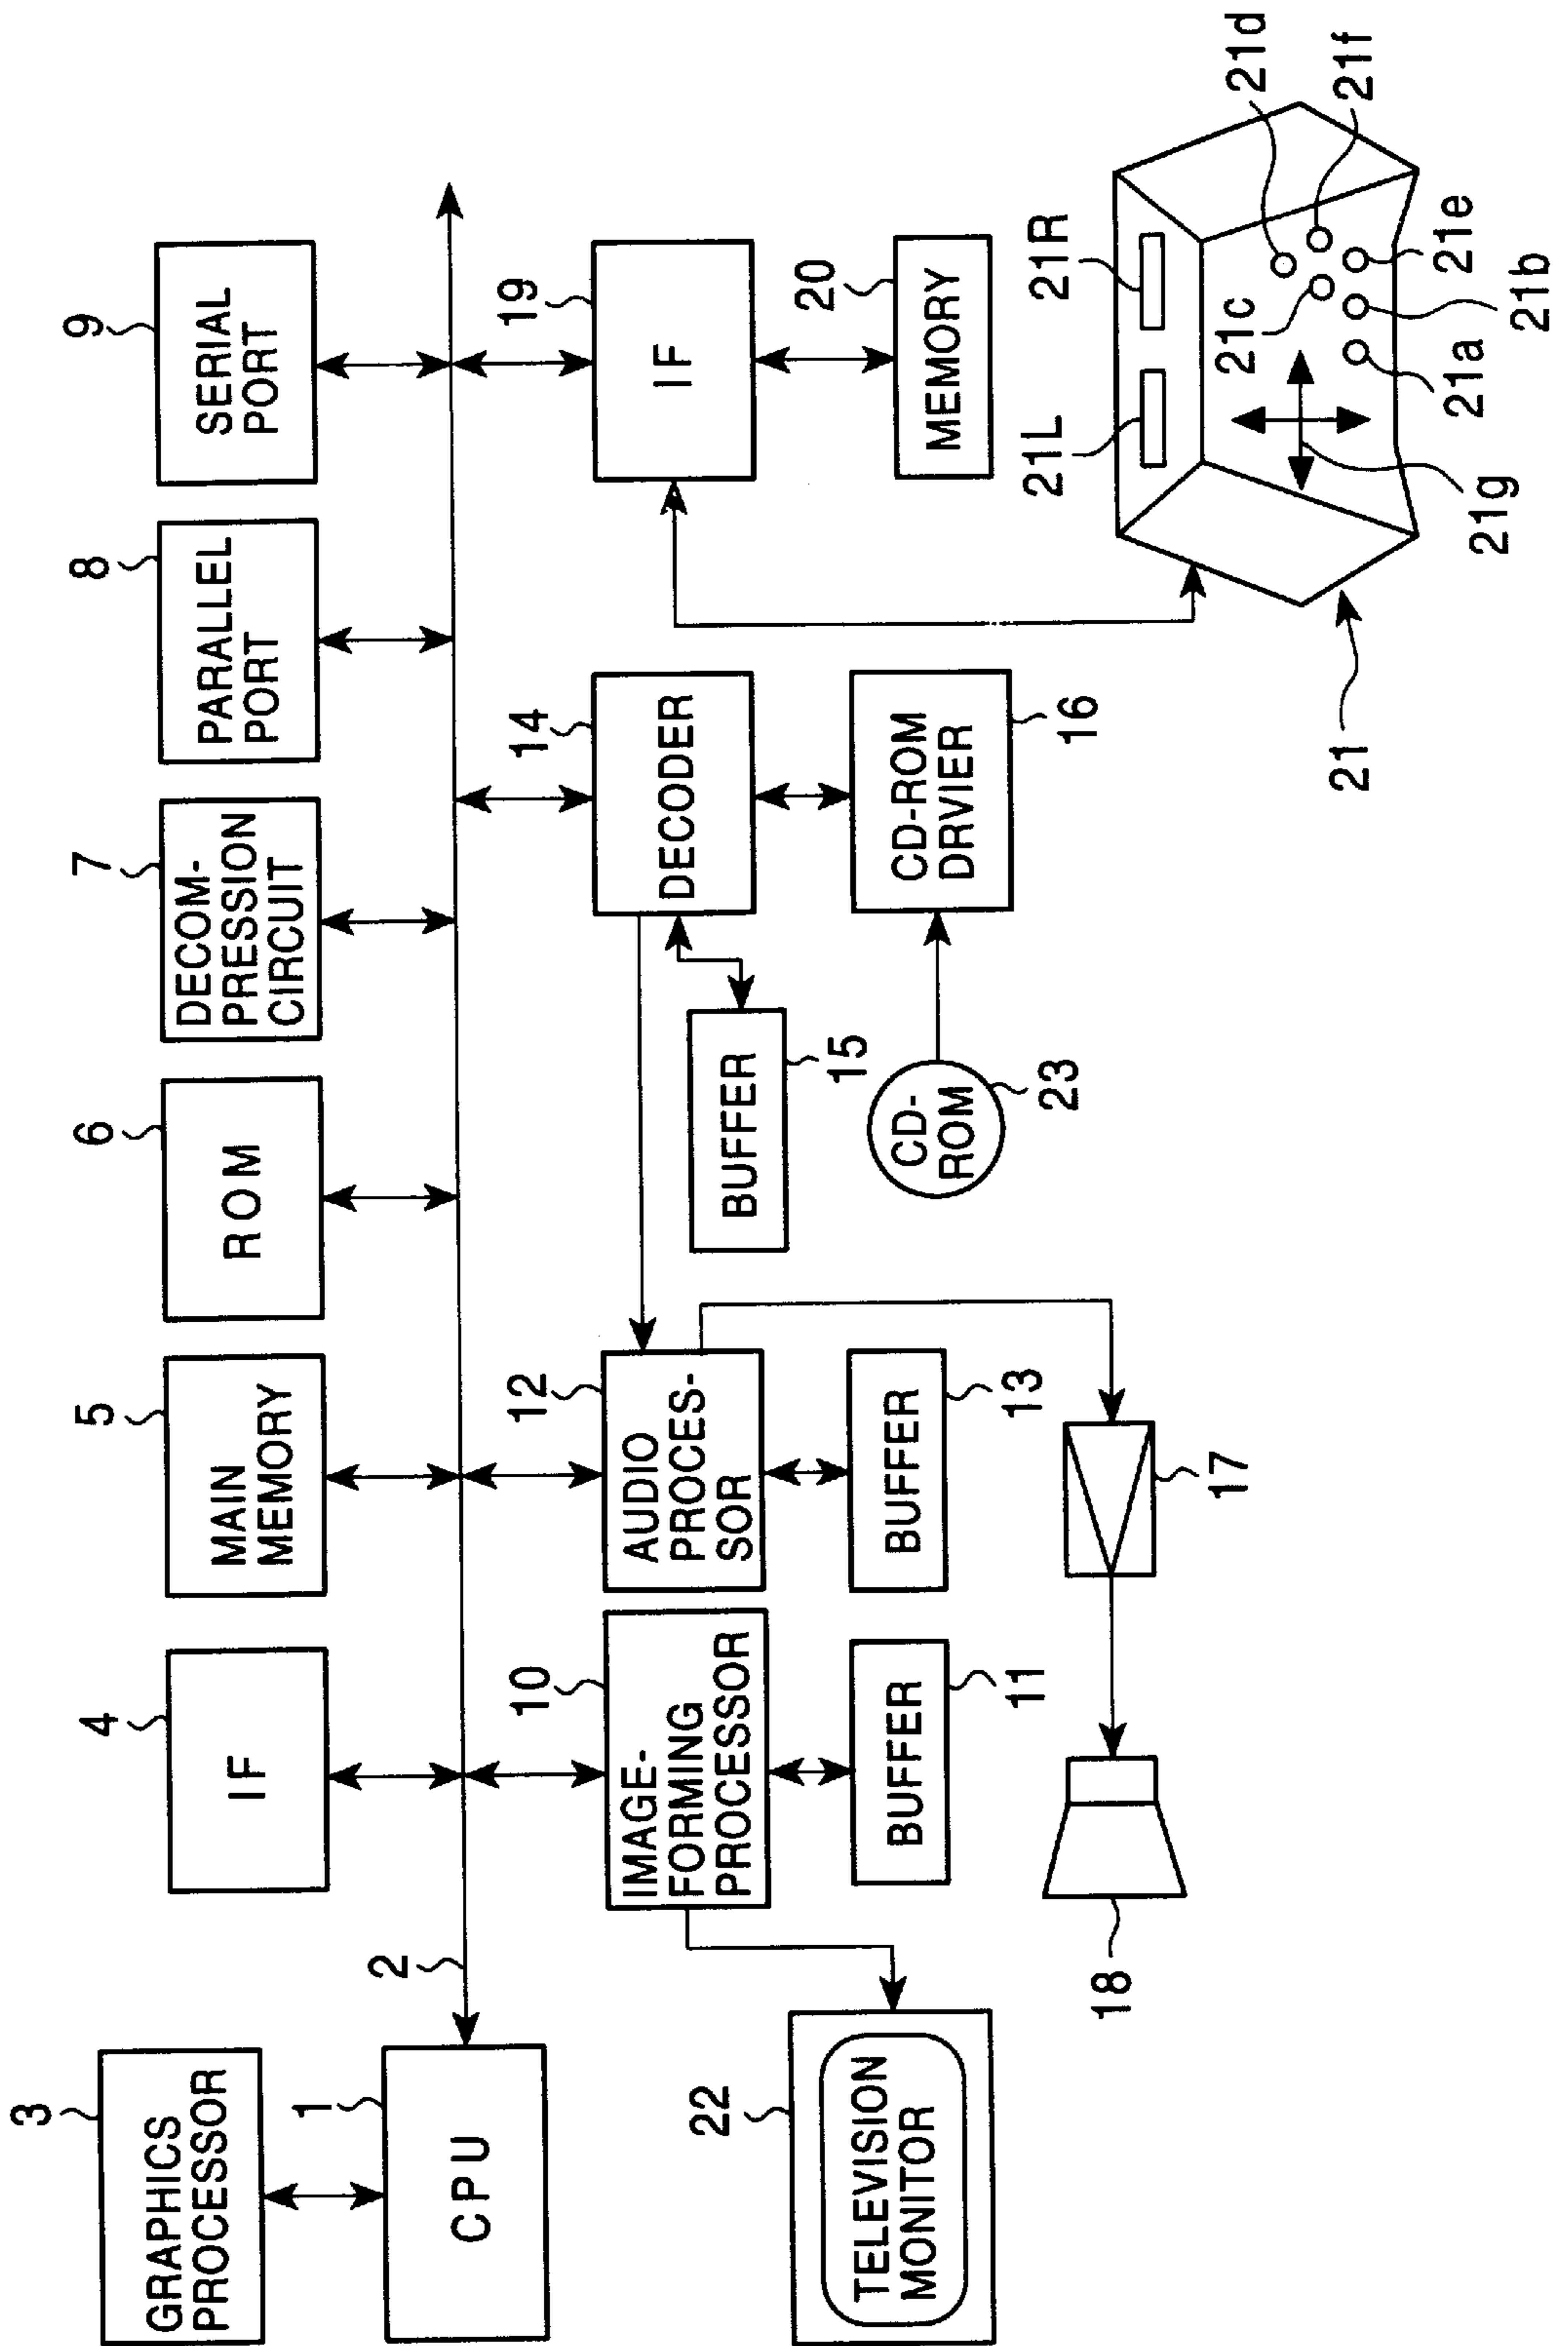 3
GRAPHICS
PROCESSOR
1
CPU
2
4
IF
5
MAIN
MEMORY
6
ROM
7
DECOM-
PRESSION
CIRCUIT
8
PARALLEL
PORT
9
SERIAL
PORT
22
TELEVISION
MONITOR
10
IMAGE-
FORMING
PROCESSOR
BUFFER
11
12
AUDIO
PROCES-
SOR
BUFFER
13
17
18
14
DECODER
BUFFER
15
CD-ROM
DRVIER
16
CD-
ROM
23
19
IF
20
MEMORY
21
21L
21R
21c
21d
21f
21g
21a
21b
21e